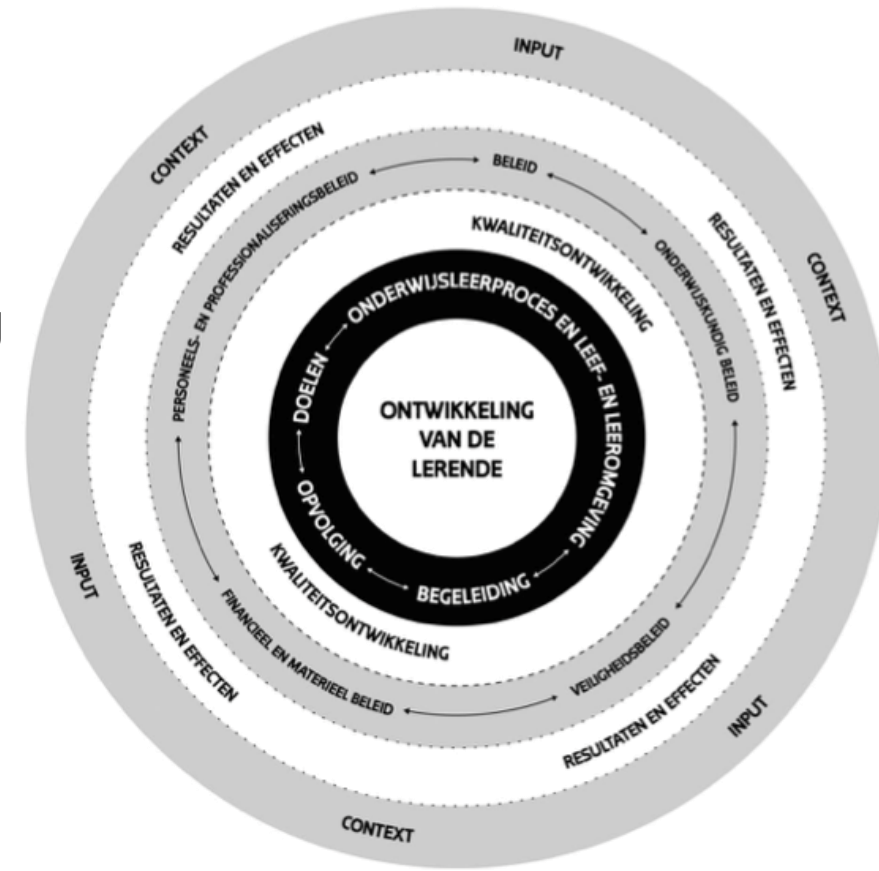 INPUT
CONTEXT
CONTEXT
INPUT
INPUT
CONTEXT
RESULTATEN EN EFFECTEN
RESULTATEN EN EFFECTEN
RESULTATEN EN EFFECTEN
RESULTATEN EN EFFECTEN
BELEID
ONDERWIJSKUNDIG BELEID
VEILIGHEIDSBELEID
FINANCIEEL EN MATERIEEL BELEID
PERSONEELS- EN PROFESSIONALISERINGSBELEID
KWALITEITSONTWIKKELING
KWALITEITSONTWIKKELING
ONDERWIJSLEERPROCES EN LEEF- EN LEEROMGEVING
BEGELEIDING
OPVOLGING
DOELEN
ONTWIKKELING
VAN DE
LERENDE